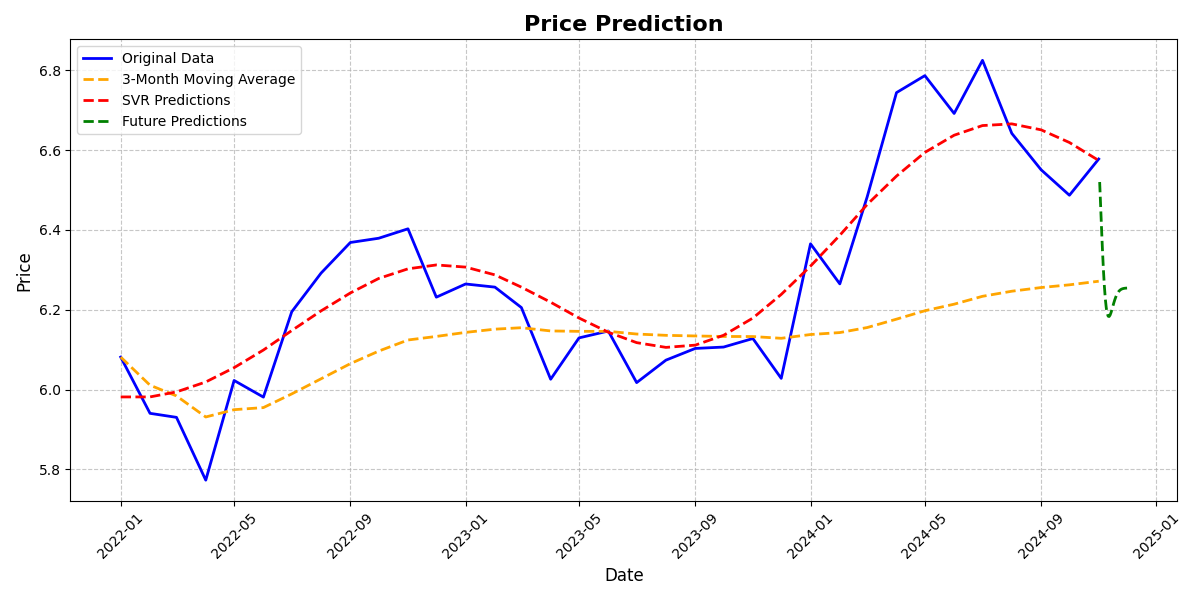 Price Prediction
Original Data
3-Month Moving Average
SVR Predictions
Future Predictions
Price
6.8
6.6
6.4
6.2
6.0
5.8
2022-01
2022-05
2022-09
2023-01
2023-05
2023-09
2024-01
2024-05
2024-09
2025-01
Date